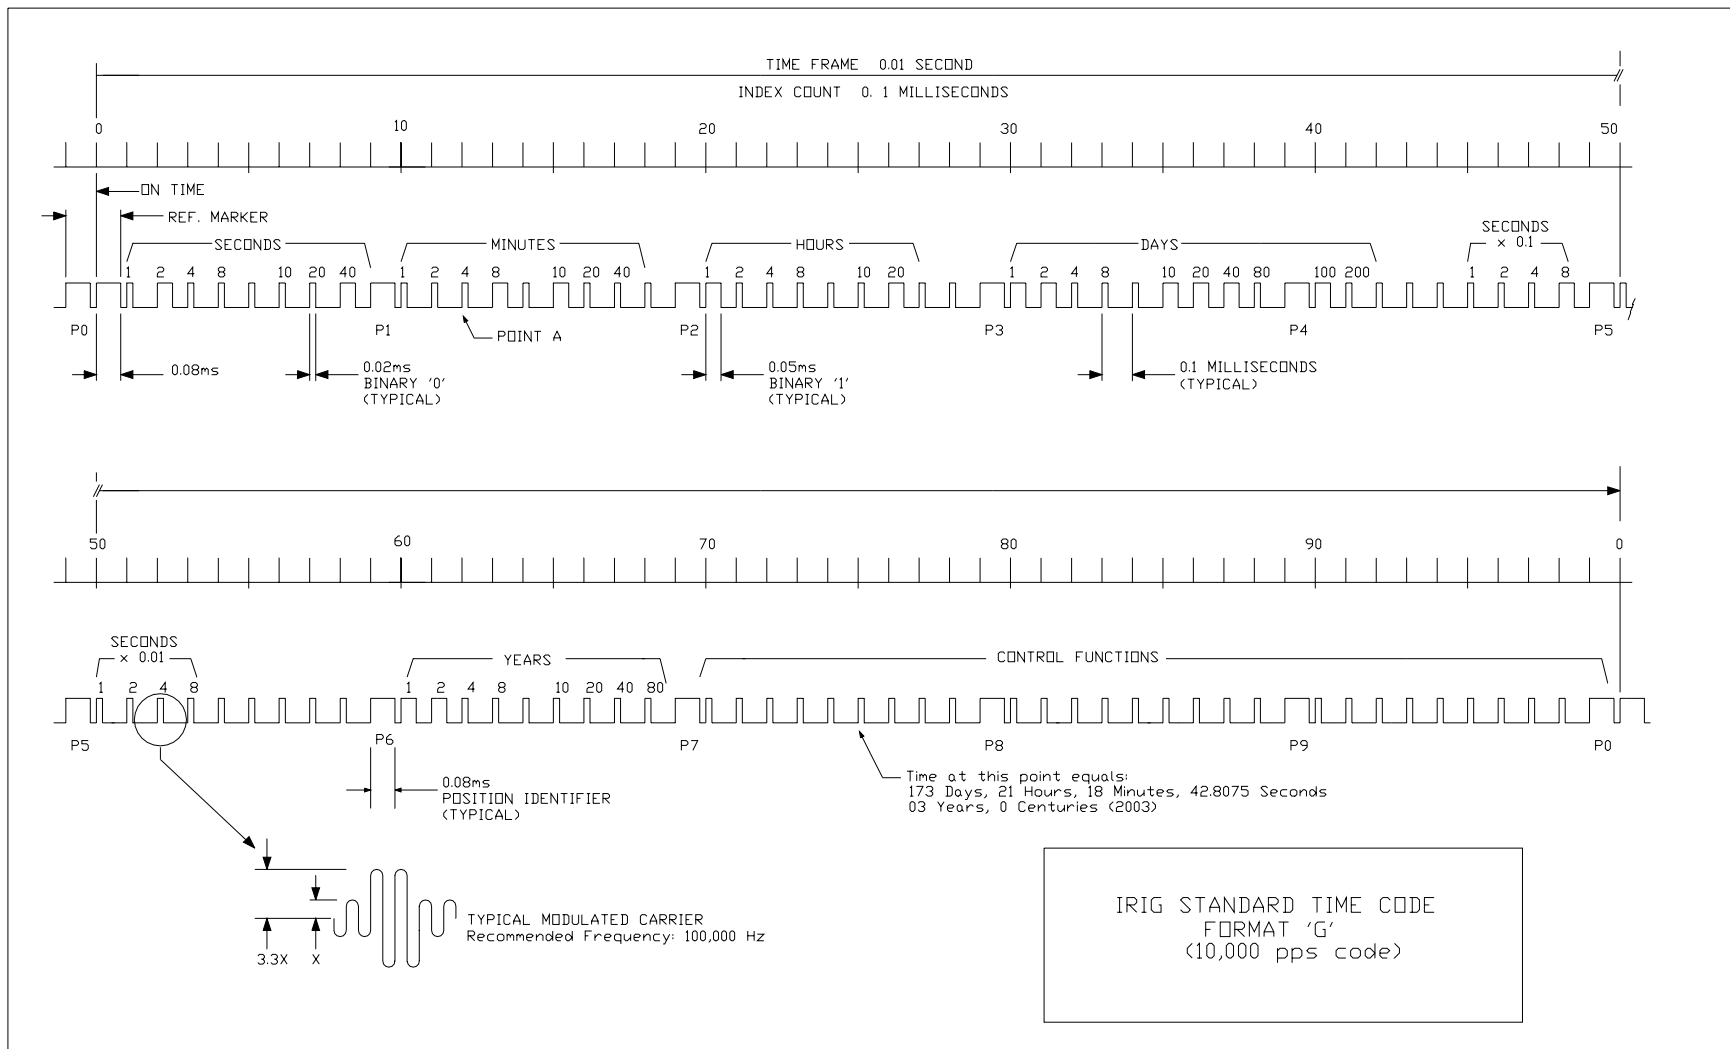 TIME FRAME 0.01 SECOND
INDEX COUNT 0. 1 MILLISECONDS
0 10 20 30 40 50
ON TIME
REF. MARKER
SECONDS MINUTES HOURS DAYS SECONDS
× 0.1
1 2 4 8 10 20 40 1 2 4 8 10 20 40 1 2 4 8 10 20 1 2 4 8 10 20 40 80 100 200 1 2 4 8
P0 P1 P2 P3 P4 P5
POINT A
0.08ms
0.02ms
BINARY '0'
(TYPICAL)
0.05ms
BINARY '1'
(TYPICAL)
0.1 MILLISECONDS
(TYPICAL)
50 60 70 80 90 0
SECONDS
× 0.01
YEARS
CONTROL FUNCTIONS
1 2 4 8 1 2 4 8 10 20 40 80
P5 P6 P7 P8 P9 P0
0.08ms
POSITION IDENTIFIER
(TYPICAL)
Time at this point equals:
173 Days, 21 Hours, 18 Minutes, 42.8075 Seconds
03 Years, 0 Centuries (2003)
TYPICAL MODULATED CARRIER
Recommended Frequency: 100,000 Hz
3.3X X
IRIG STANDARD TIME CODE
FORMAT 'G'
(10,000 pps code)